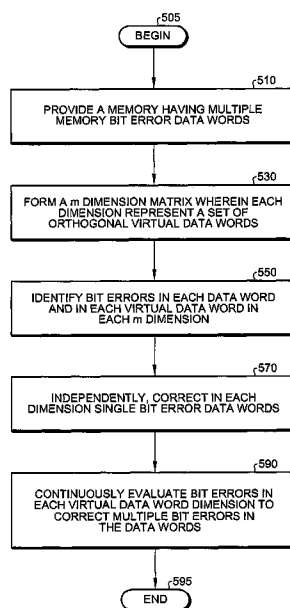 505
BEGIN
510
PROVIDE A MEMORY HAVING MULTIPLE
MEMORY BIT ERROR DATA WORDS
530
FORM A m DIMENSION MATRIX WHEREIN EACH
DIMENSION REPRESENT A SET OF
ORTHOGONAL VIRTUAL DATA WORDS
550
IDENTIFY BIT ERRORS IN EACH DATA WORD
AND IN EACH VIRTUAL DATA WORD IN
EACH m DIMENSION
570
INDEPENDENTLY, CORRECT IN EACH
DIMENSION SINGLE BIT ERROR DATA WORDS
590
CONTINUOUSLY EVALUATE BIT ERRORS IN
EACH VIRTUAL DATA WORD DIMENSION TO
CORRECT MULTIPLE BIT ERRORS IN
THE DATA WORDS
595
END